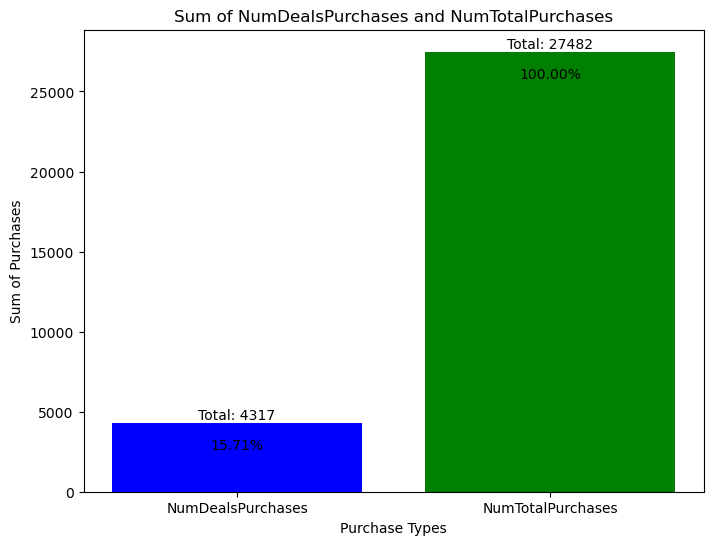 Sum of NumDealsPurchases and NumTotalPurchases
Sum of Purchases
25000
20000
15000
10000
5000
0
Total: 27482
100.00%
Total: 4317
15.71%
NumDealsPurchases
NumTotalPurchases
Purchase Types